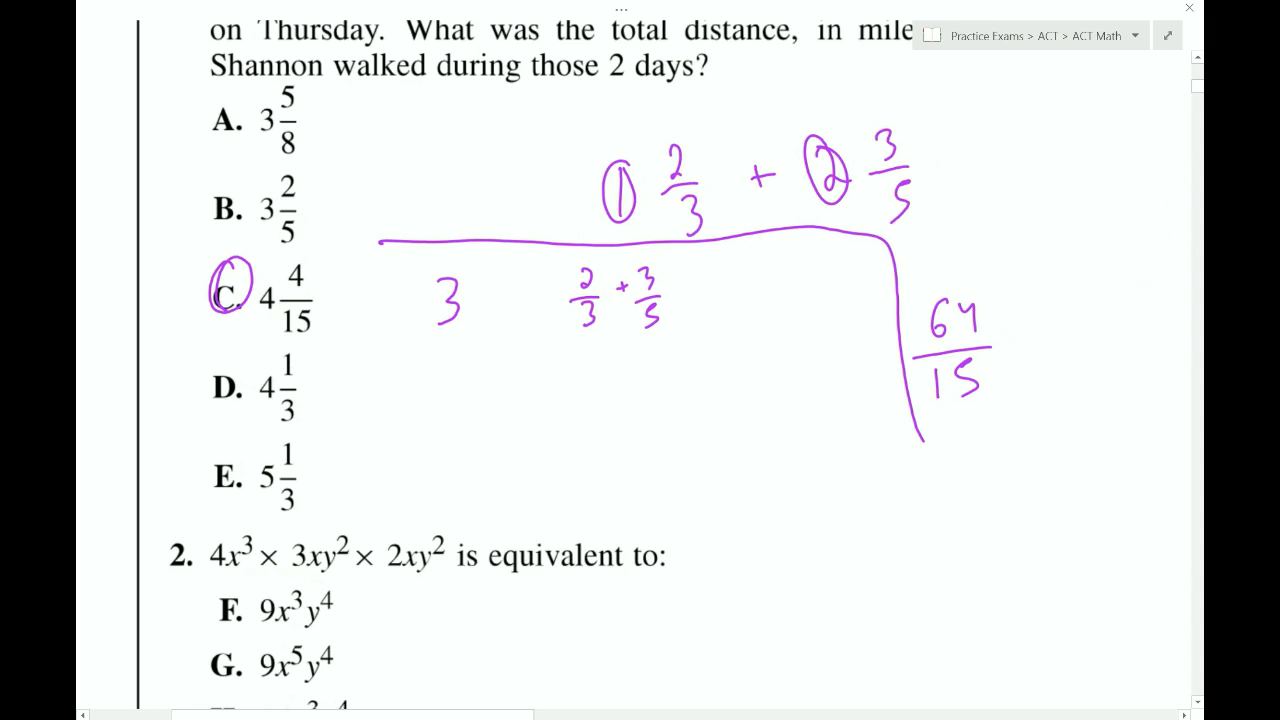 ...
on Thursday. What was the total distance, in mile
Practice Exams > ACT > ACT Math
Shannon walked during those 2 days?
A. 3 5/8
B. 3 2/5
C. 4 4/15
D. 4 1/3
E. 5 1/3
1 2/3 + 2 3/5
3 2/3 + 3/5
64/15
2. 4x³ × 3xy² × 2xy² is equivalent to:
F. 9x³y⁴
G. 9x⁵y⁴